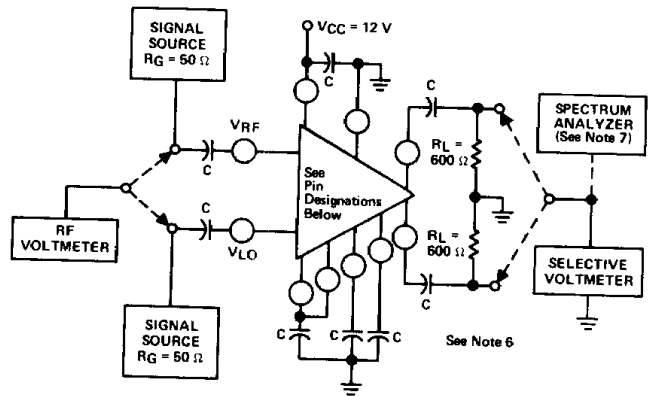 SIGNAL
SOURCE
RG = 50 Ω
VCC = 12 V
C
C
VRF
C
VLO
RF
VOLTMETER
SIGNAL
SOURCE
RG = 50 Ω
See
Pin
Designations
Below
C
C
C
C
RL =
600 Ω
RL =
600 Ω
C
See Note 6
SPECTRUM
ANALYZER
(See Note 7)
SELECTIVE
VOLTMETER